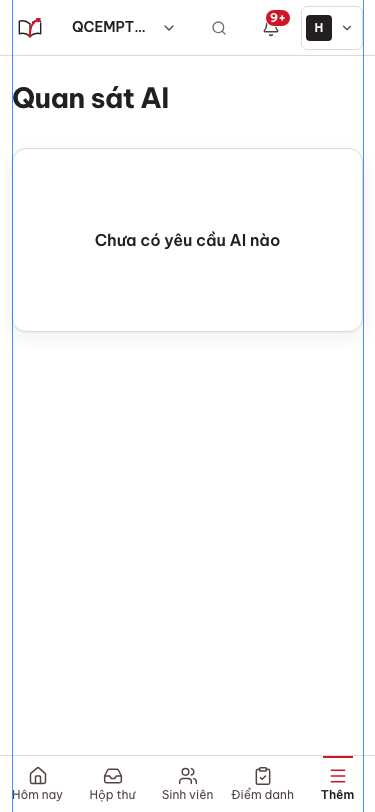 QCEMPT...
9+
H
Quan sát AI
Chưa có yêu cầu AI nào
Hôm nay
Hộp thư
Sinh viên
Điểm danh
Thêm